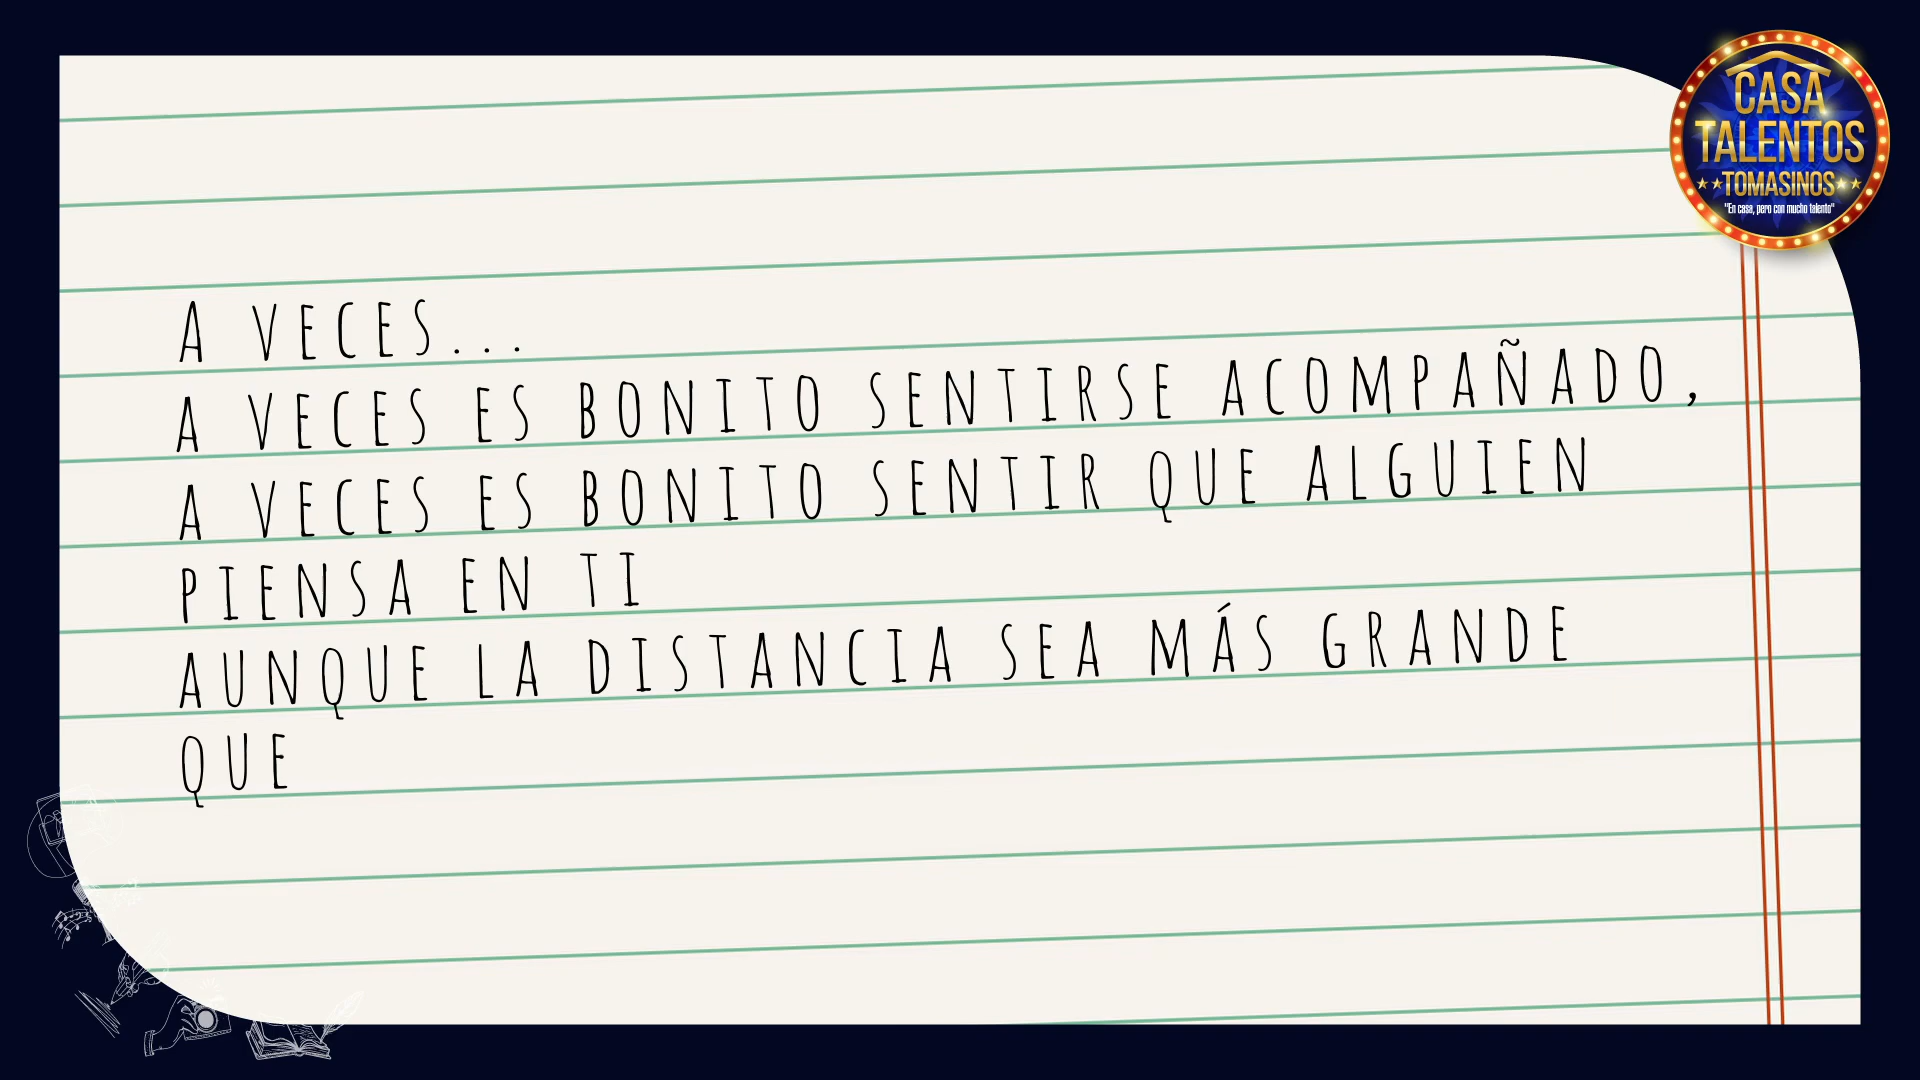 CASA
TALENTOS
TOMASINOS
"En casa, pero con mucho talento"
A VECES...
A VECES ES BONITO SENTIRSE ACOMPAÑADO,
A VECES ES BONITO SENTIR QUE ALGUIEN
PIENSA EN TI
AUNQUE LA DISTANCIA SEA MÁS GRANDE
QUE